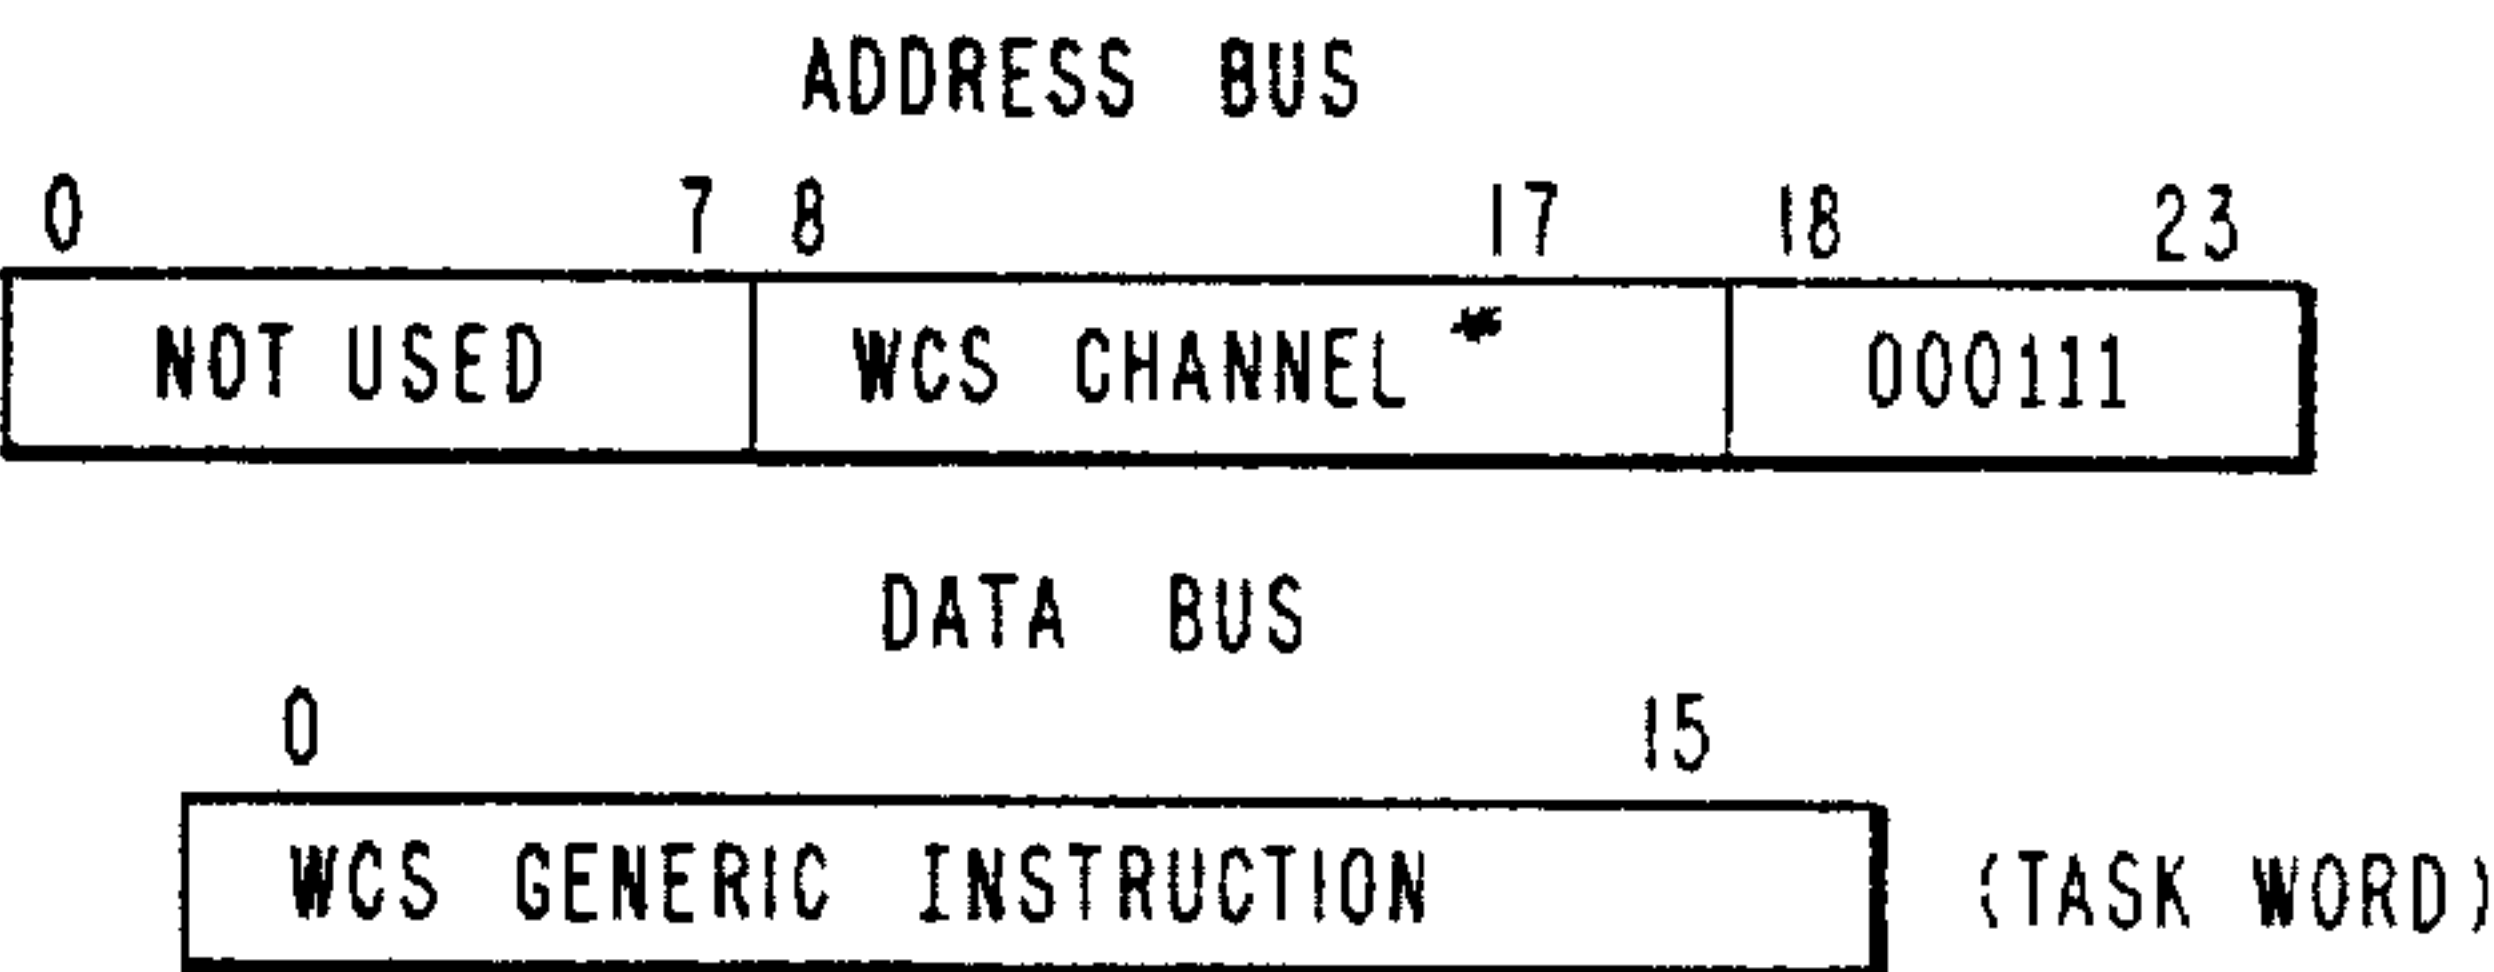 ADDRESS BUS
0 7 8 17 18 23
NOT USED WCS CHANNEL * 000111
DATA BUS
0 15
WCS GENERIC INSTRUCTION (TASK WORD)